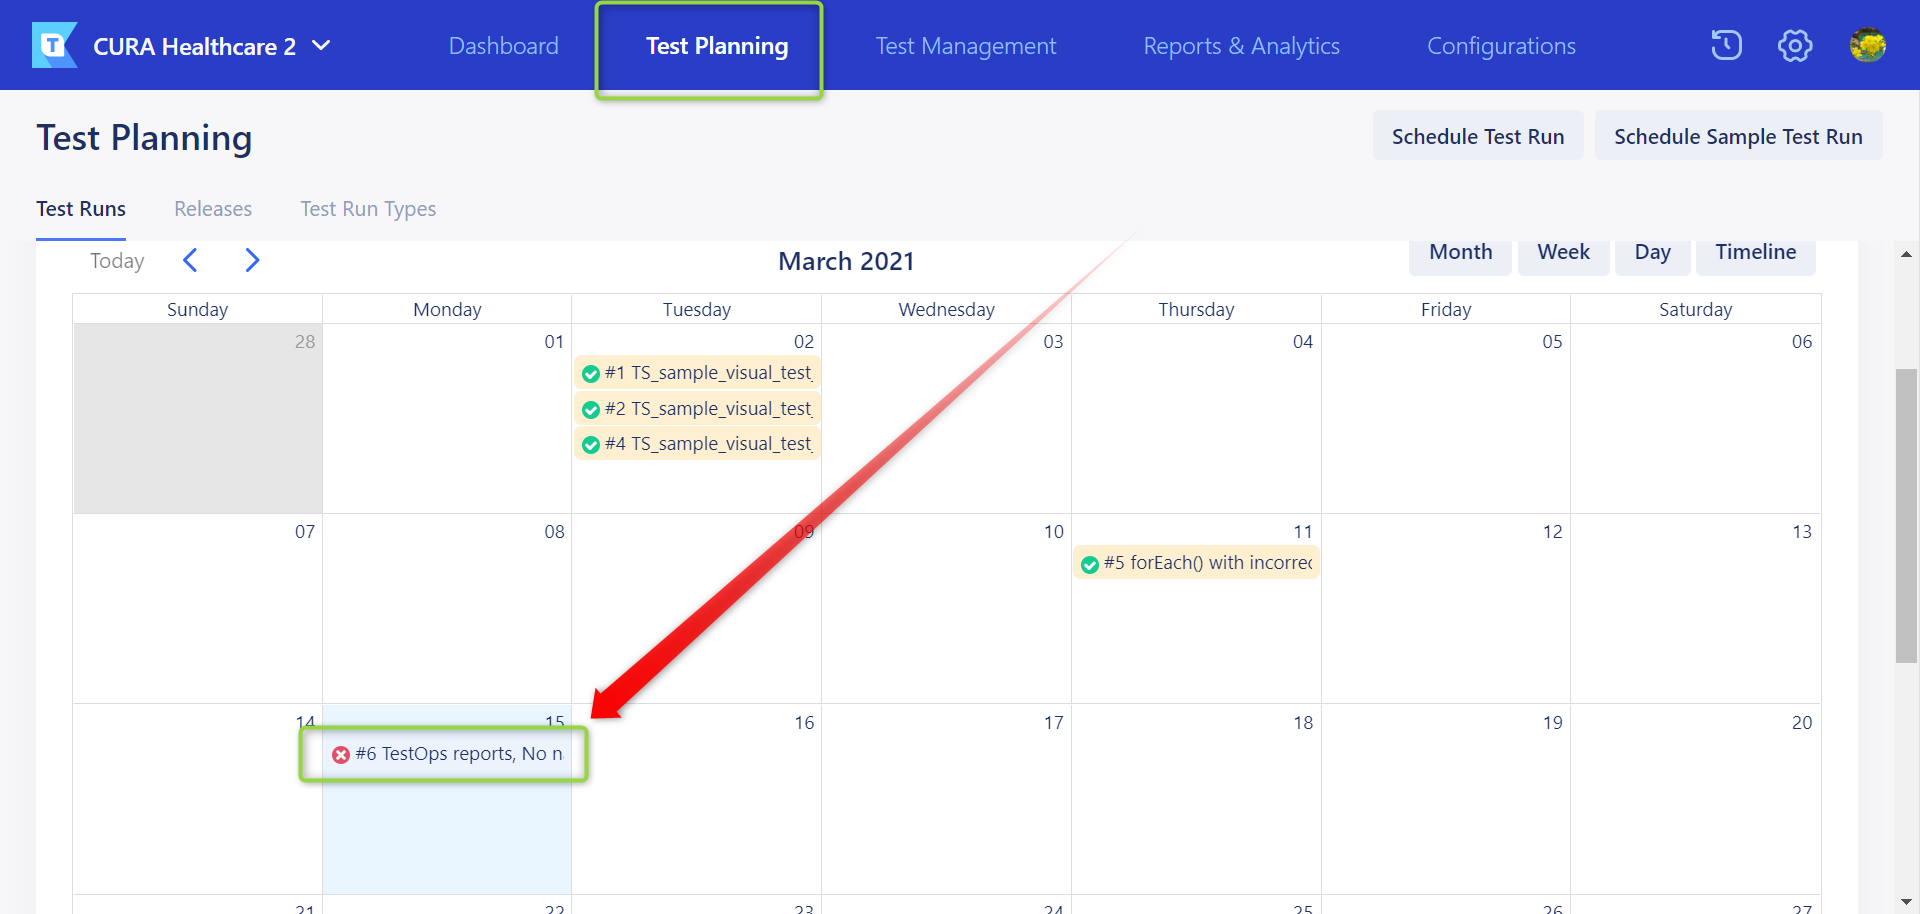 CURA Healthcare 2
Dashboard
Test Planning
Test Management
Reports & Analytics
Configurations
Test Planning
Schedule Test Run
Schedule Sample Test Run
Test Runs
Releases
Test Run Types
Today
March 2021
Month
Week
Day
Timeline
Sunday
Monday
Tuesday
Wednesday
Thursday
Friday
Saturday
28
01
02
03
04
05
06
#1 TS_sample_visual_test_
#2 TS_sample_visual_test_
#4 TS_sample_visual_test_
07
08
09
10
11
12
13
#5 forEach() with incorrec
14
15
16
17
18
19
20
#6 TestOps reports, No n
21
22
23
24
25
26
27